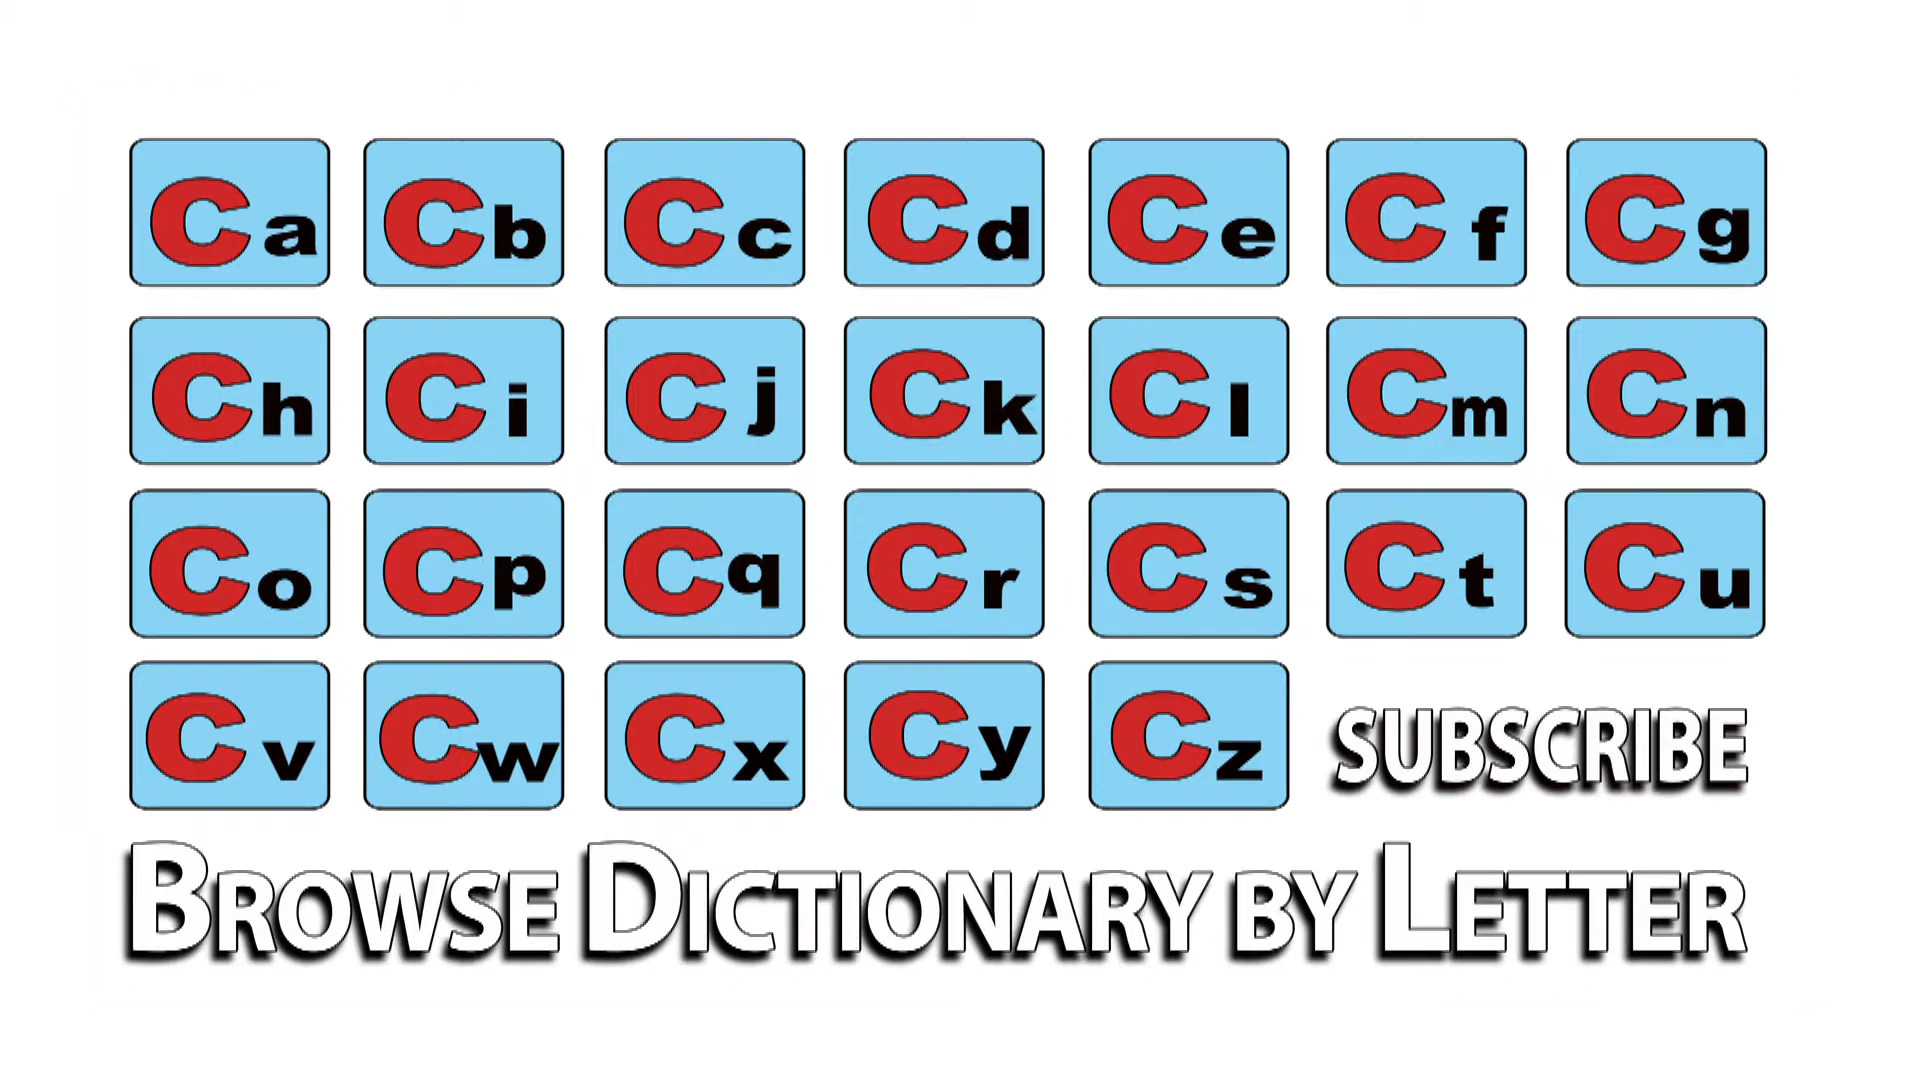 Ca Cb Cc Cd Ce Cf Cg
Ch Ci Cj Ck Cl Cm Cn
Co Cp Cq Cr Cs Ct Cu
Cv Cw Cx Cy Cz SUBSCRIBE
BROWSE DICTIONARY BY LETTER